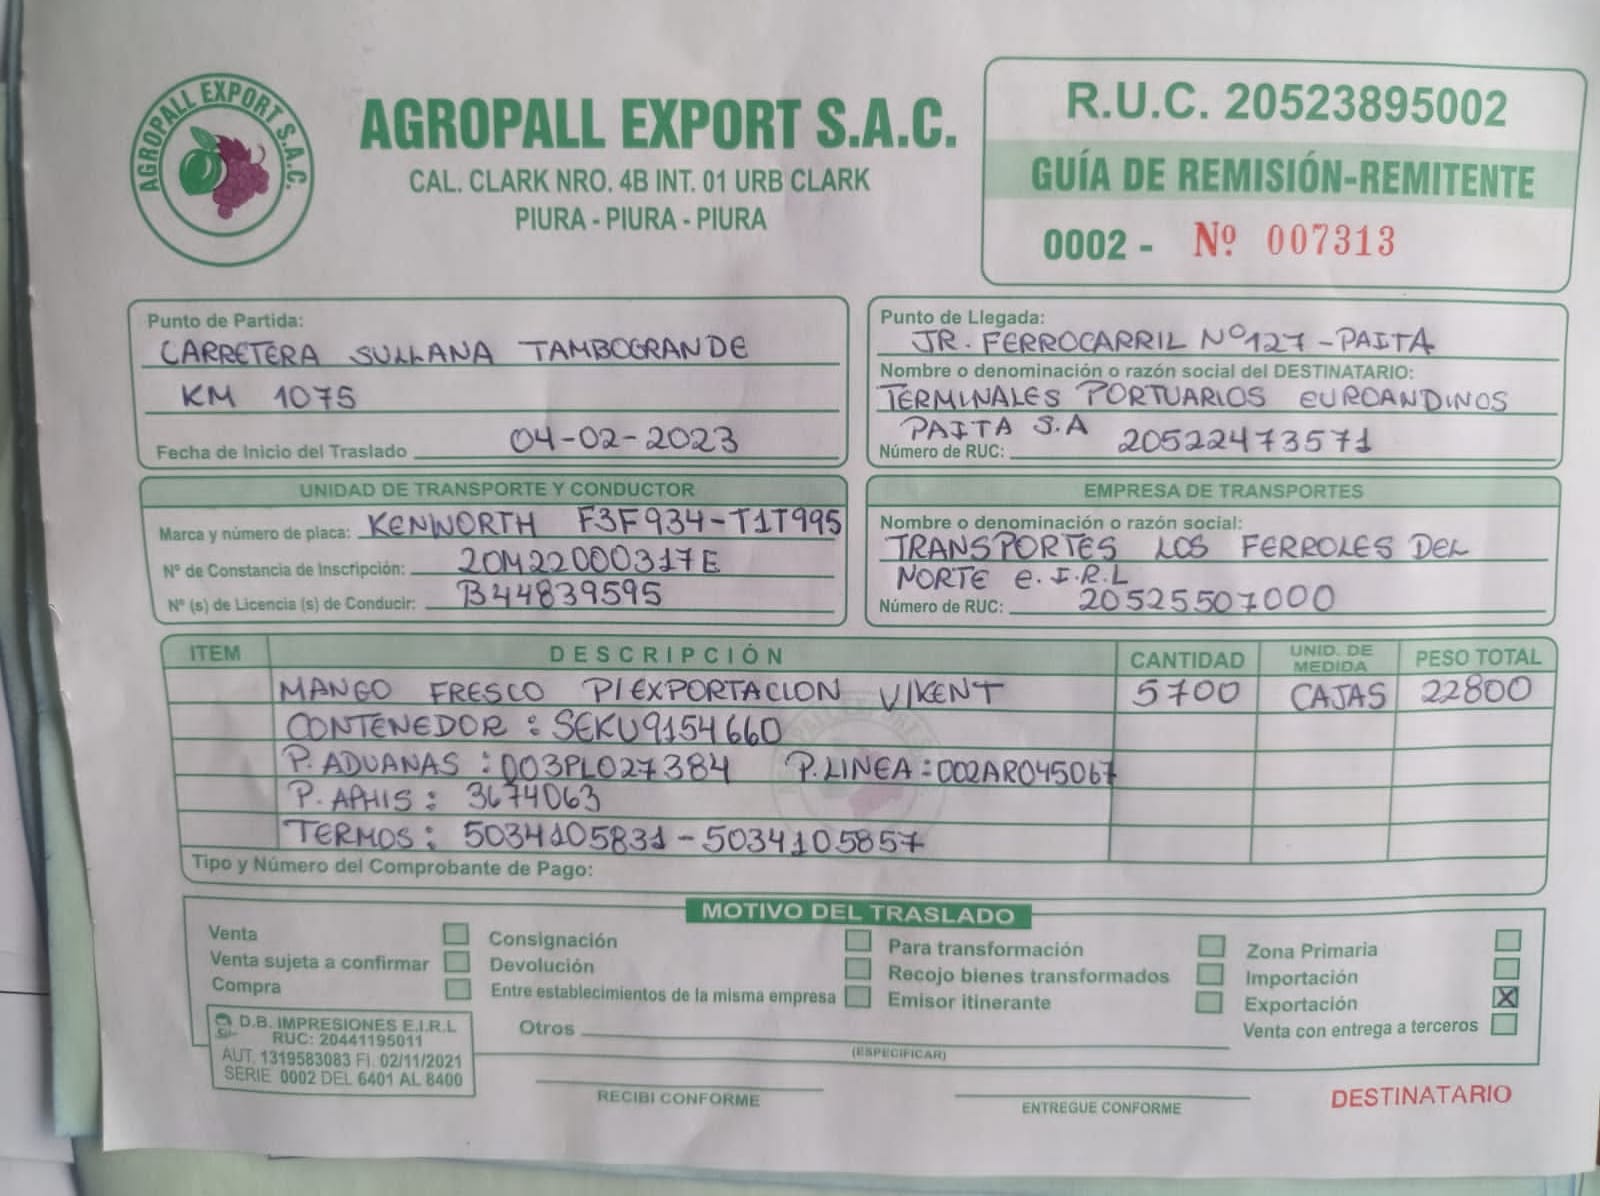 AGROPALL EXPORT S.A.C.
AGROPALL EXPORT S.A.C.
CAL. CLARK NRO. 4B INT. 01 URB CLARK
PIURA - PIURA - PIURA
R.U.C. 20523895002
GUÍA DE REMISIÓN-REMITENTE
0002 - Nº 007313
Punto de Partida:
CARRETERA SULLANA TAMBOGRANDE
KM 1075
Fecha de Inicio del Traslado 04-02-2023
Punto de Llegada:
JR. FERROCARRIL Nº127 - PAITA
Nombre o denominación o razón social del DESTINATARIO:
TERMINALES PORTUARIOS EUROANDINOS
PAITA S.A
Número de RUC: 20522473571
UNIDAD DE TRANSPORTE Y CONDUCTOR
Marca y número de placa: KENWORTH F3F934-T1T995
Nº de Constancia de Inscripción: 20M22000317E
Nº (s) de Licencia (s) de Conducir: B44839595
EMPRESA DE TRANSPORTES
Nombre o denominación o razón social:
TRANSPORTES LOS FERROLES DEL
NORTE E.I.R.L
Número de RUC: 20525507000
ITEM DESCRIPCIÓN CANTIDAD UNID. DE MEDIDA PESO TOTAL
MANGO FRESCO P/EXPORTACION V/KENT 5700 CAJAS 22800
CONTENEDOR : SEKU9154660
P. ADUANAS : 003PL027384 P. LINEA : 002AR045067
P. APHIS : 3674063
TERMOS : 5034105831 - 5034105857
Tipo y Número del Comprobante de Pago:
MOTIVO DEL TRASLADO
Venta
Venta sujeta a confirmar
Compra
Consignación
Devolución
Entre establecimientos de la misma empresa
Otros
(ESPECIFICAR)
Para transformación
Recojo bienes transformados
Emisor itinerante
Zona Primaria
Importación
Exportación X
Venta con entrega a terceros
D.B. IMPRESIONES E.I.R.L
RUC: 20441195011
AUT. 1319583083 FI. 02/11/2021
SERIE 0002 DEL 6401 AL 8400
RECIBI CONFORME
ENTREGUE CONFORME
DESTINATARIO